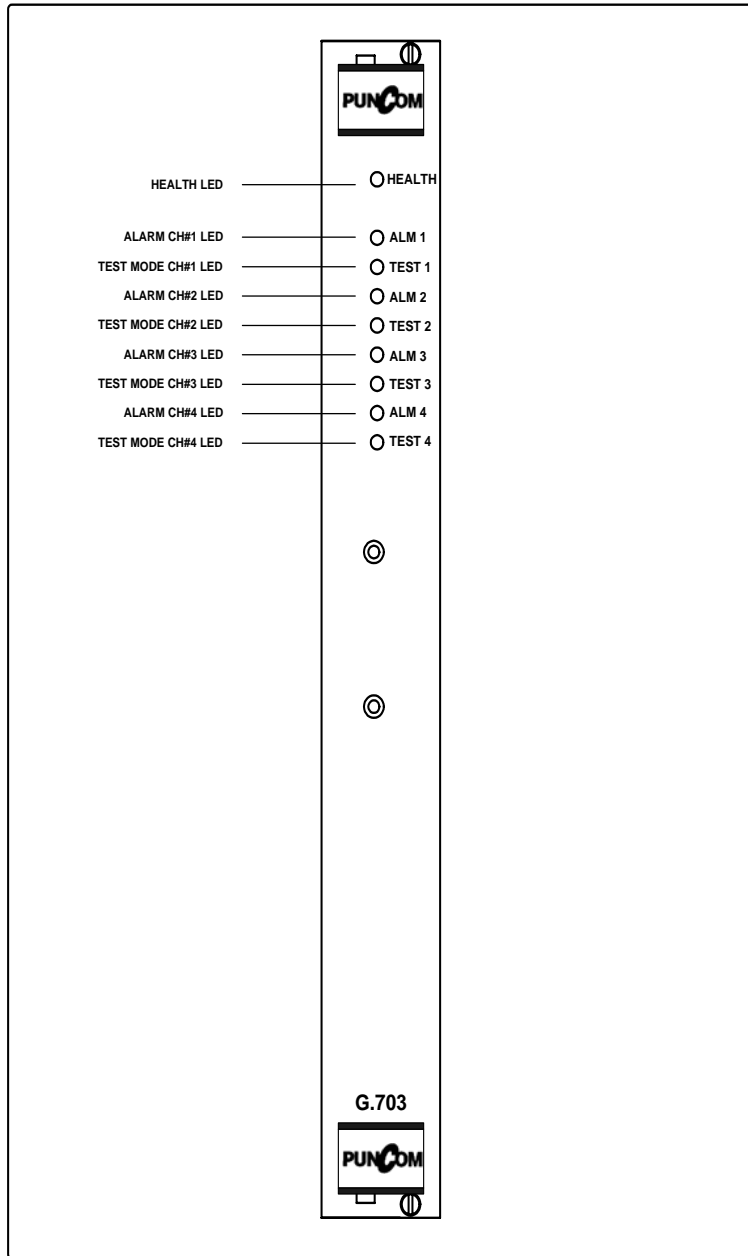 PUNCOM
HEALTH LED HEALTH
ALARM CH#1 LED ALM 1
TEST MODE CH#1 LED TEST 1
ALARM CH#2 LED ALM 2
TEST MODE CH#2 LED TEST 2
ALARM CH#3 LED ALM 3
TEST MODE CH#3 LED TEST 3
ALARM CH#4 LED ALM 4
TEST MODE CH#4 LED TEST 4
G.703
PUNCOM